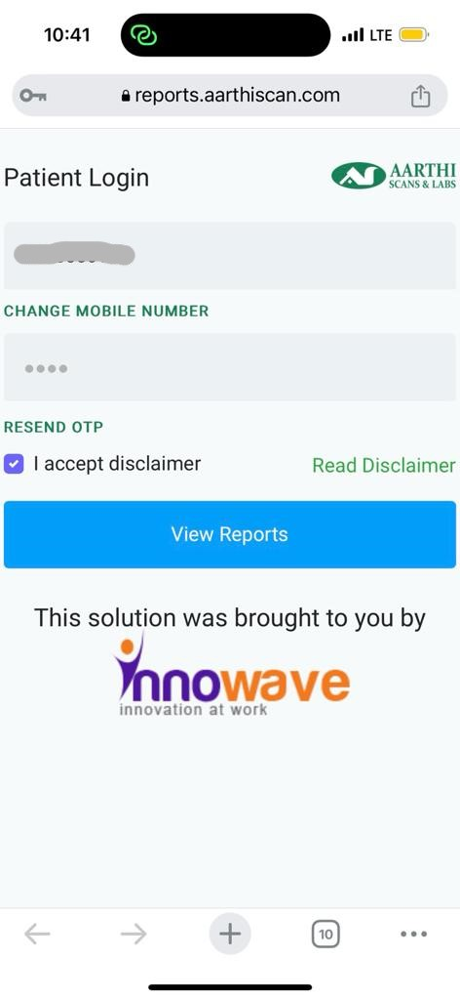 10:41
LTE
reports.aarthiscan.com
Patient Login
AARTHI
SCANS & LABS
CHANGE MOBILE NUMBER
••••
RESEND OTP
I accept disclaimer
Read Disclaimer
View Reports
This solution was brought to you by
innowave
innovation at work
10